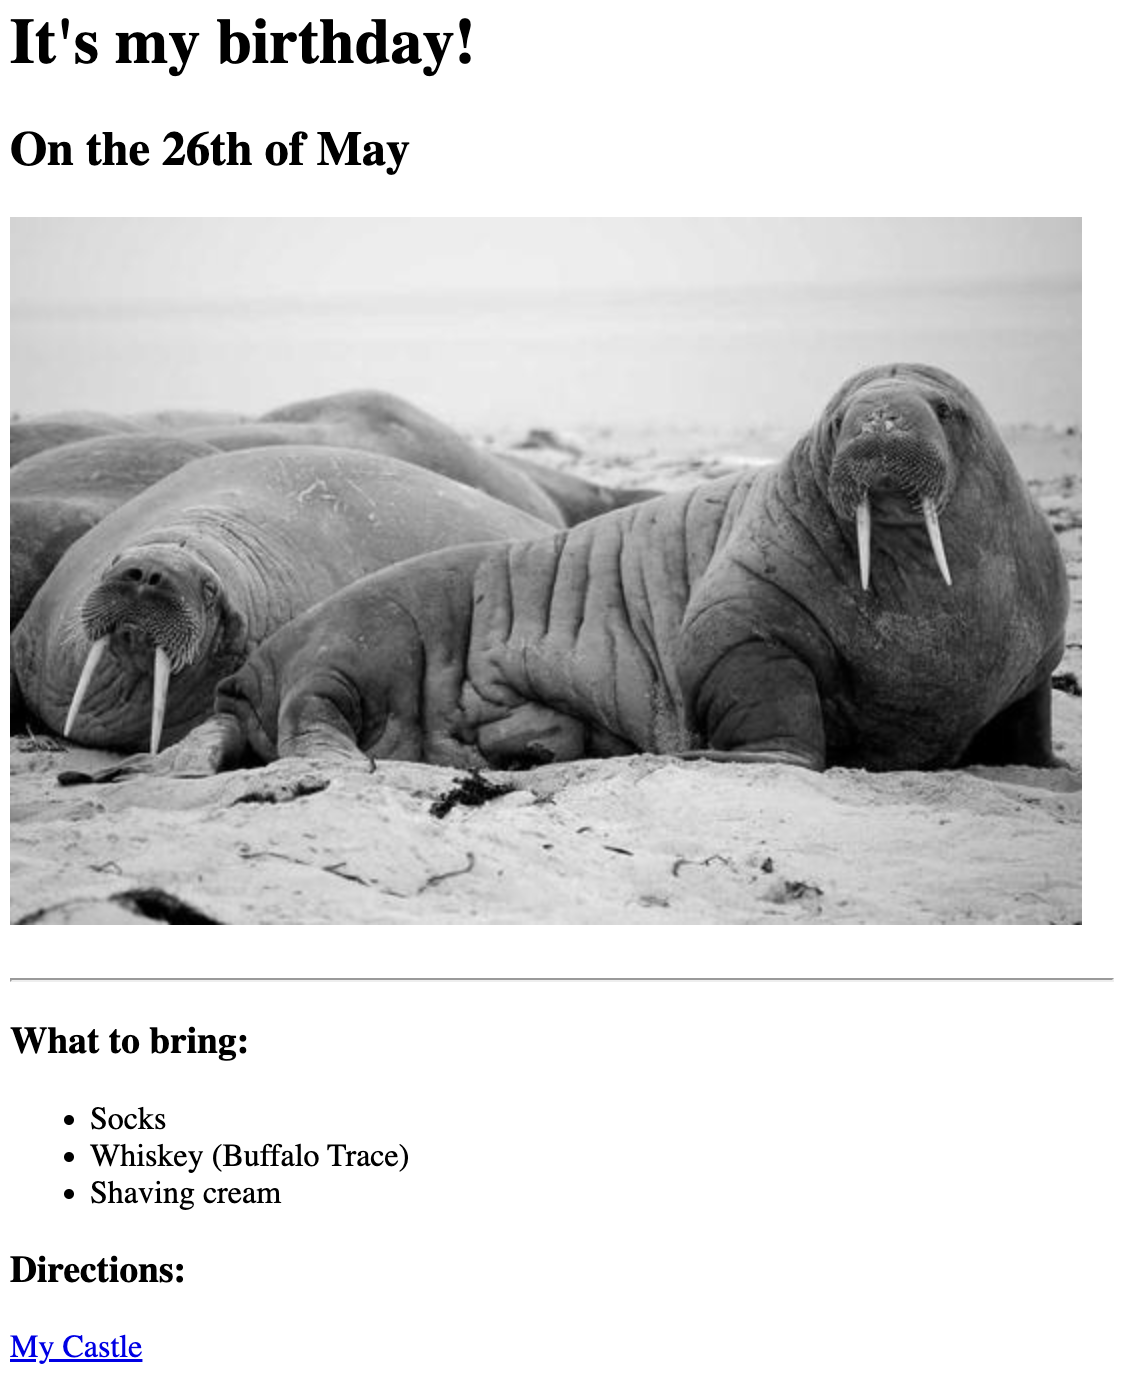 It's my birthday!
On the 26th of May
What to bring:
Socks
Whiskey (Buffalo Trace)
Shaving cream
Directions:
My Castle